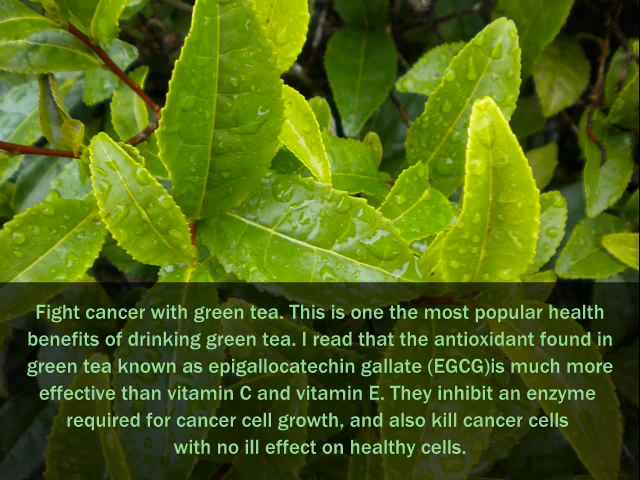 Fight cancer with green tea. This is one the most popular health
benefits of drinking green tea. I read that the antioxidant found in
green tea known as epigallocatechin gallate (EGCG)is much more
effective than vitamin C and vitamin E. They inhibit an enzyme
required for cancer cell growth, and also kill cancer cells
with no ill effect on healthy cells.